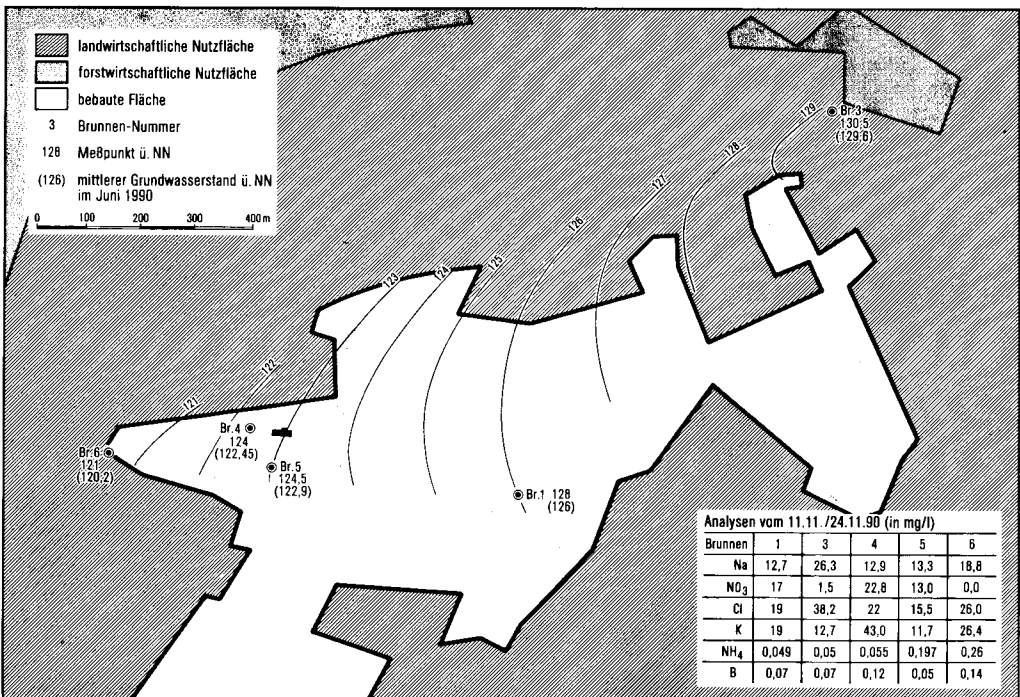 landwirtschaftliche Nutzfläche
forstwirtschaftliche Nutzfläche
bebaute Fläche
3 Brunnen-Nummer
128 Meßpunkt ü. NN
(126) mittlerer Grundwasserstand ü. NN
im Juni 1990
0 100 200 300 400 m
129
Br.3
130,5
(129,6)
128
127
126
125
124
123
122
121
Br.4
124
(122,45)
Br.6
121
(120,2)
Br.5
124,5
(122,9)
Br.1 128
(126)
Analysen vom 11.11./24.11.90 (in mg/l)
Brunnen 1 3 4 5 6
Na 12,7 26,3 12,9 13,3 18,8
NO3 17 1,5 22,8 13,0 0,0
Cl 19 38,2 22 15,5 26,0
K 19 12,7 43,0 11,7 26,4
NH4 0,049 0,05 0,055 0,197 0,26
B 0,07 0,07 0,12 0,05 0,14